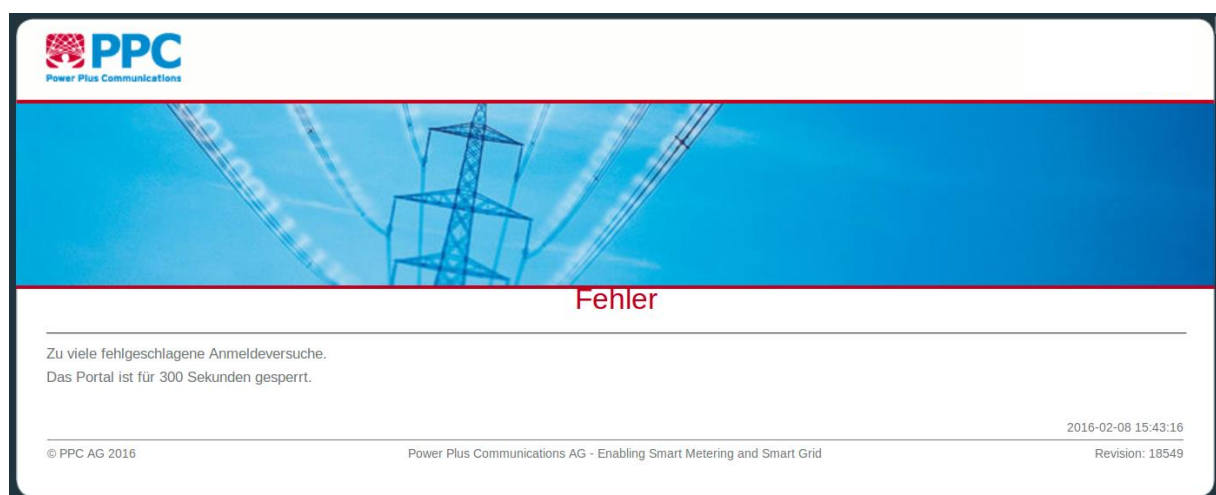 PPC
Power Plus Communications
Fehler
Zu viele fehlgeschlagene Anmeldeversuche.
Das Portal ist für 300 Sekunden gesperrt.
2016-02-08 15:43:16
© PPC AG 2016 Power Plus Communications AG - Enabling Smart Metering and Smart Grid Revision: 18549